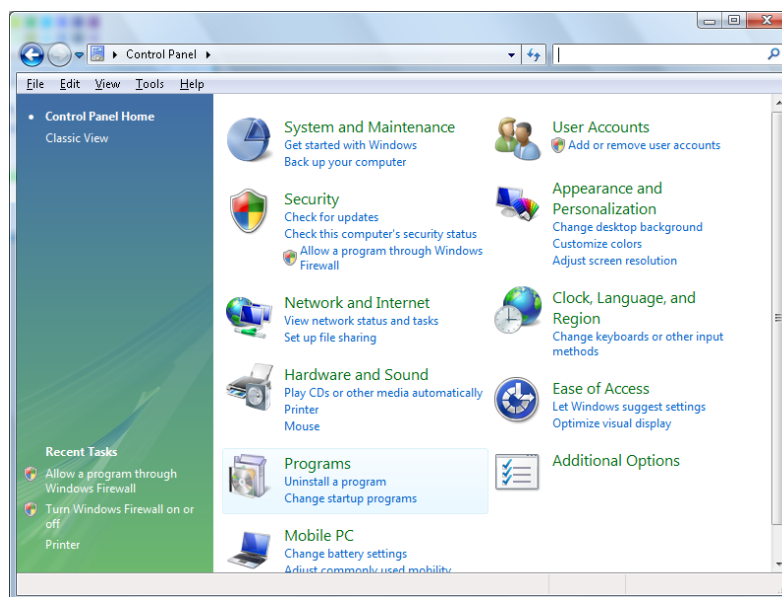 Control Panel
File Edit View Tools Help
Control Panel Home
Classic View
Recent Tasks
Allow a program through
Windows Firewall
Turn Windows Firewall on or
off
Printer
System and Maintenance
Get started with Windows
Back up your computer
Security
Check for updates
Check this computer's security status
Allow a program through Windows
Firewall
Network and Internet
View network status and tasks
Set up file sharing
Hardware and Sound
Play CDs or other media automatically
Printer
Mouse
Programs
Uninstall a program
Change startup programs
Mobile PC
Change battery settings
Adjust commonly used mobility
User Accounts
Add or remove user accounts
Appearance and
Personalization
Change desktop background
Customize colors
Adjust screen resolution
Clock, Language, and
Region
Change keyboards or other input
methods
Ease of Access
Let Windows suggest settings
Optimize visual display
Additional Options